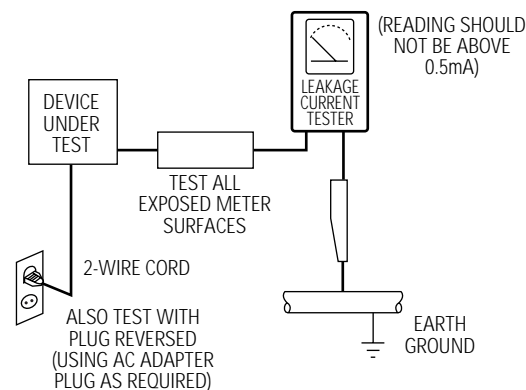 (READING SHOULD
NOT BE ABOVE
0.5mA)
LEAKAGE
CURRENT
TESTER
DEVICE
UNDER
TEST
TEST ALL
EXPOSED METER
SURFACES
2-WIRE CORD
ALSO TEST WITH
PLUG REVERSED
(USING AC ADAPTER
PLUG AS REQUIRED)
EARTH
GROUND